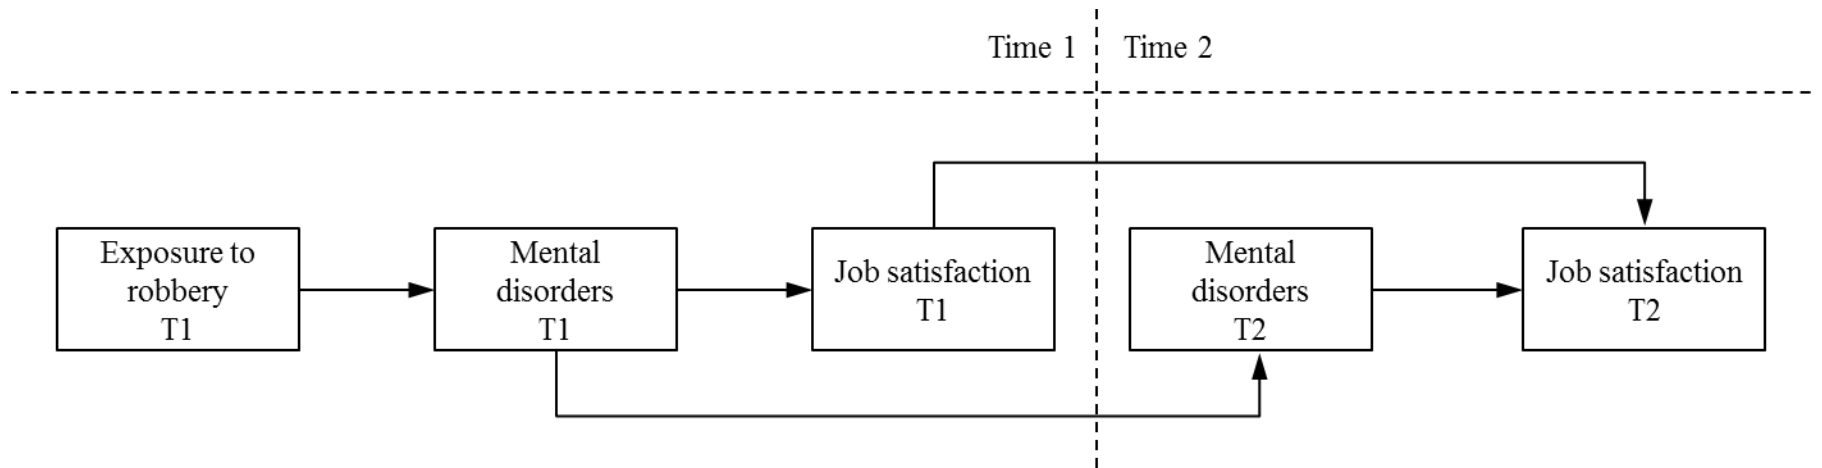 Time 1
Time 2
Exposure to
robbery
T1
Mental
disorders
T1
Job satisfaction
T1
Mental
disorders
T2
Job satisfaction
T2